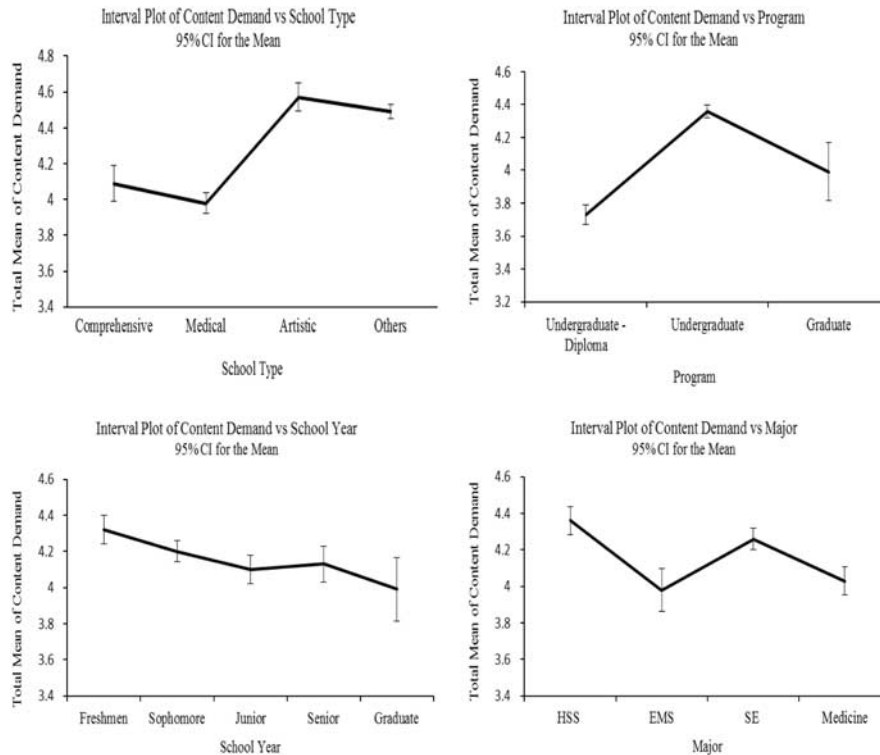 Interval Plot of Content Demand vs School Type
95% CI for the Mean
Total Mean of Content Demand
4.8
4.6
4.4
4.2
4
3.8
3.6
3.4
Comprehensive Medical Artistic Others
School Type
Interval Plot of Content Demand vs Program
95% CI for the Mean
Total Mean of Content Demand
4.6
4.4
4.2
4
3.8
3.6
3.4
3.2
Undergraduate - Undergraduate Graduate
Diploma
Program
Interval Plot of Content Demand vs School Year
95% CI for the Mean
Total Mean of Content Demand
4.6
4.4
4.2
4
3.8
3.6
3.4
Freshmen Sophomore Junior Senior Graduate
School Year
Interval Plot of Content Demand vs Major
95% CI for the Mean
Total Mean of Content Demand
4.6
4.4
4.2
4
3.8
3.6
3.4
HSS EMS SE Medicine
Major